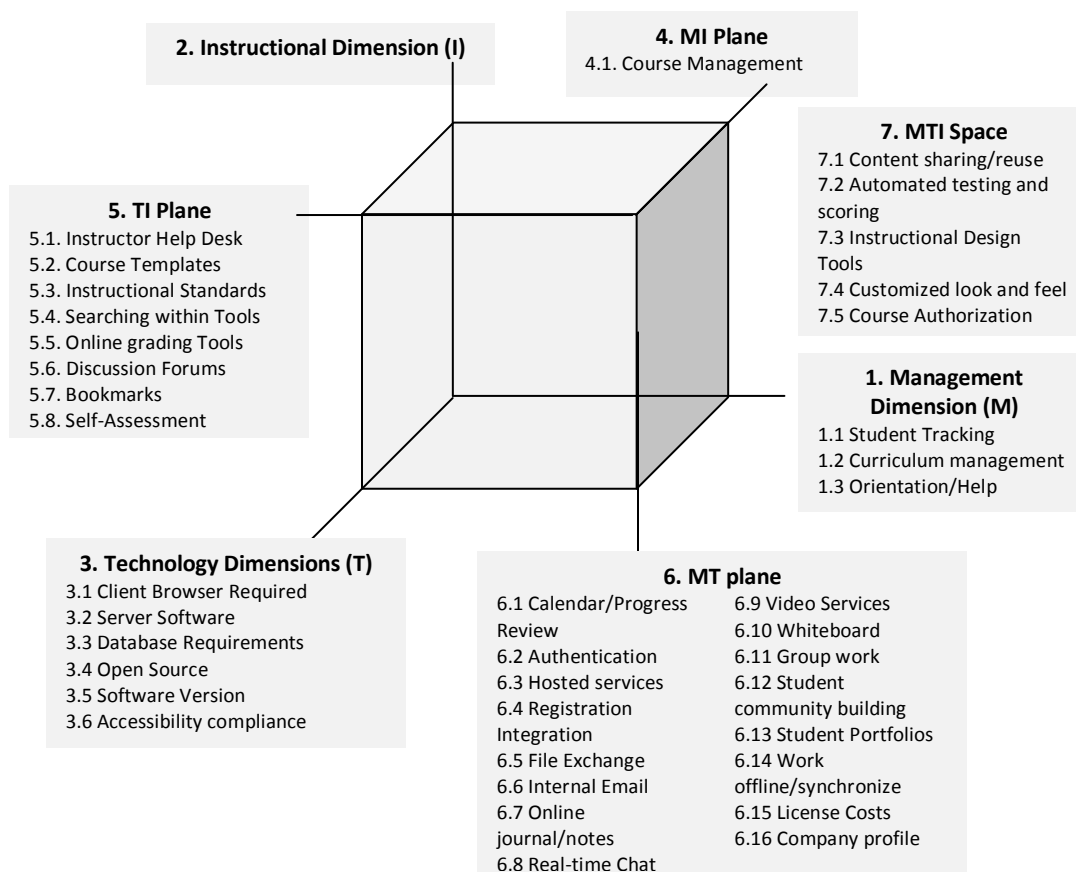 2. Instructional Dimension (I)
4. MI Plane
4.1. Course Management
7. MTI Space
7.1 Content sharing/reuse
7.2 Automated testing and
scoring
7.3 Instructional Design
Tools
7.4 Customized look and feel
7.5 Course Authorization
5. TI Plane
5.1. Instructor Help Desk
5.2. Course Templates
5.3. Instructional Standards
5.4. Searching within Tools
5.5. Online grading Tools
5.6. Discussion Forums
5.7. Bookmarks
5.8. Self-Assessment
1. Management
Dimension (M)
1.1 Student Tracking
1.2 Curriculum management
1.3 Orientation/Help
3. Technology Dimensions (T)
3.1 Client Browser Required
3.2 Server Software
3.3 Database Requirements
3.4 Open Source
3.5 Software Version
3.6 Accessibility compliance
6. MT plane
6.1 Calendar/Progress
Review
6.2 Authentication
6.3 Hosted services
6.4 Registration
Integration
6.5 File Exchange
6.6 Internal Email
6.7 Online
journal/notes
6.8 Real-time Chat
6.9 Video Services
6.10 Whiteboard
6.11 Group work
6.12 Student
community building
6.13 Student Portfolios
6.14 Work
offline/synchronize
6.15 License Costs
6.16 Company profile